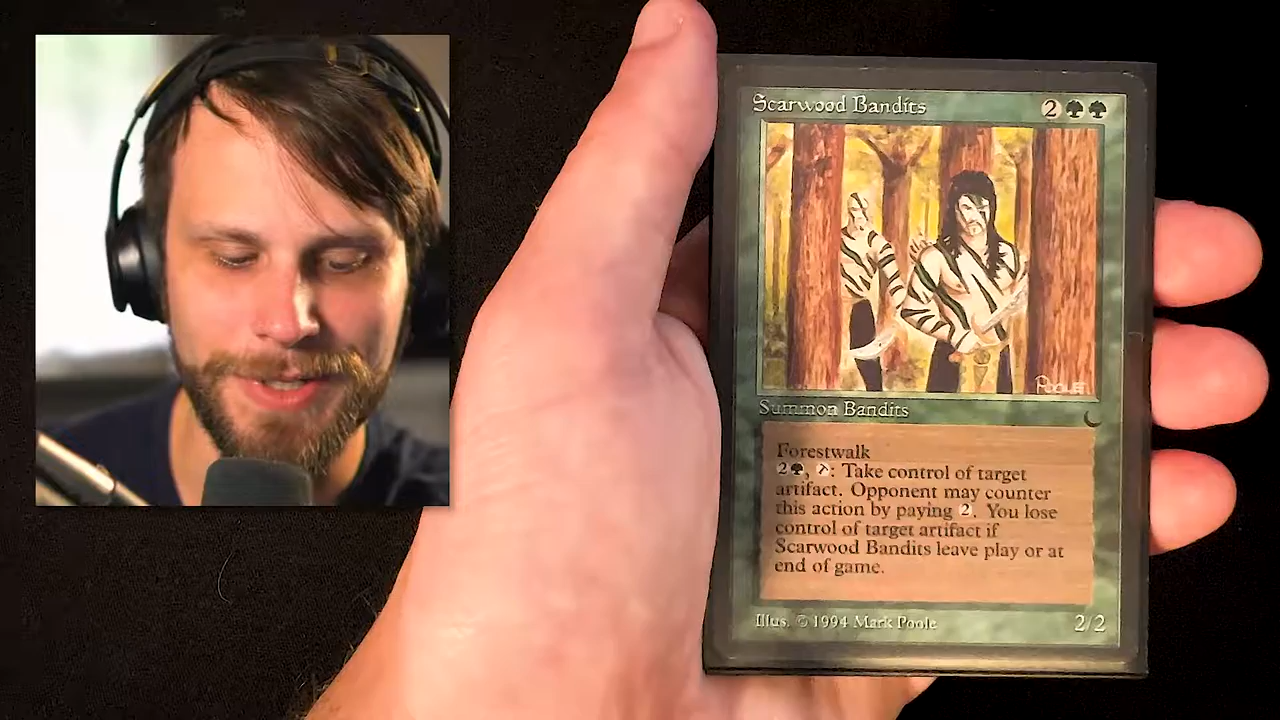 Scarwood Bandits 2
POOLE
Summon Bandits
Forestwalk
2 , : Take control of target
artifact. Opponent may counter
this action by paying 2. You lose
control of target artifact if
Scarwood Bandits leave play or at
end of game.
Illus. © 1994 Mark Poole 2/2